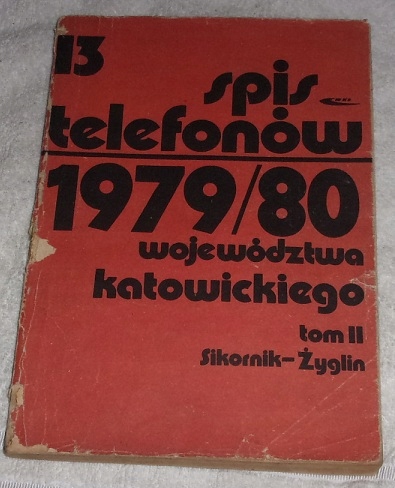 13
spis
telefonów
1979/80
województwa
katowickiego
tom II
Sikornik-Żyglin